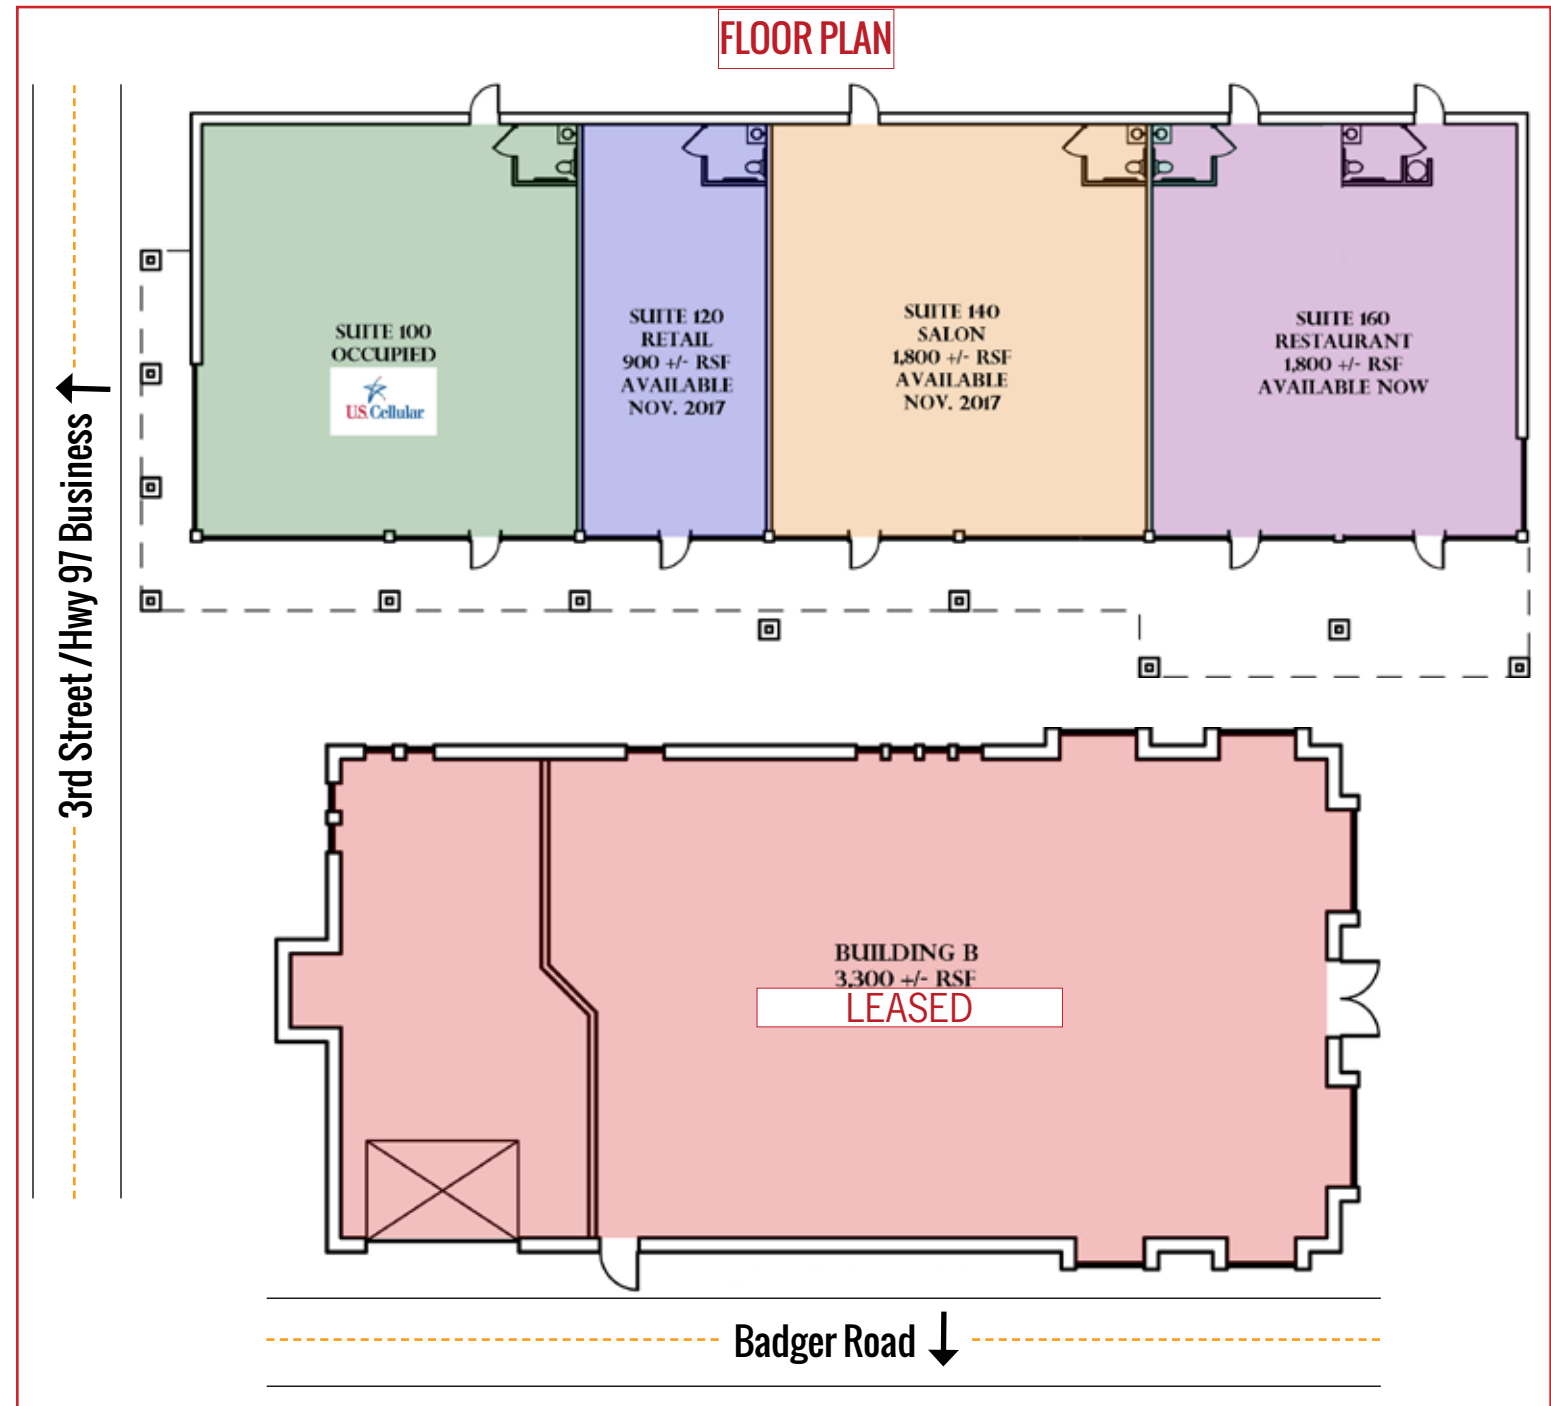 FLOOR PLAN
SUITE 100
OCCUPIED
U.S. Cellular
SUITE 120
RETAIL
900 +/- RSF
AVAILABLE
NOV. 2017
SUITE 140
SALON
1,800 +/- RSF
AVAILABLE
NOV. 2017
SUITE 160
RESTAURANT
1,800 +/- RSF
AVAILABLE NOW
3rd Street /Hwy 97 Business
BUILDING B
3,300 +/- RSF
LEASED
Badger Road